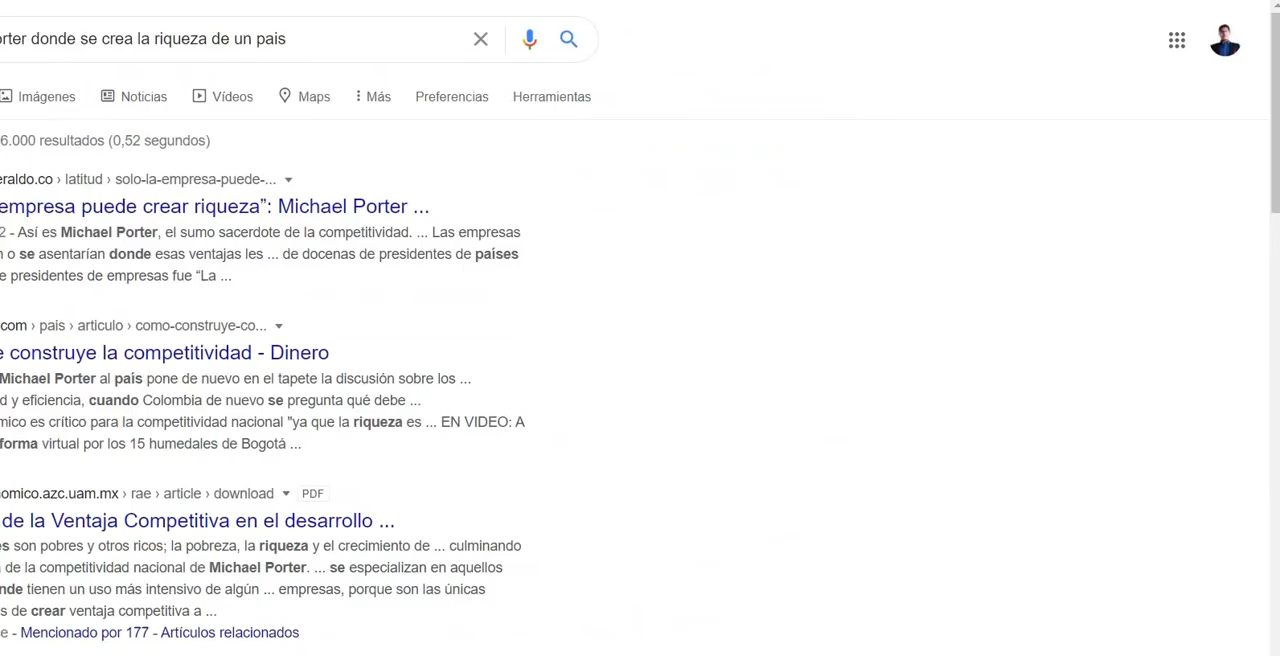 donde se crea la riqueza de un pais
Imágenes Noticias Vídeos Maps Más Preferencias Herramientas
6.000 resultados (0,52 segundos)
› latitud › solo-la-empresa-puede-...
empresa puede crear riqueza”: Michael Porter ...
2 - Así es Michael Porter, el sumo sacerdote de la competitividad. ... Las empresas
o se asentarían donde esas ventajas les ... de docenas de presidentes de países
e presidentes de empresas fue “La ...
com › pais › articulo › como-construye-co...
e construye la competitividad - Dinero
Michael Porter al país pone de nuevo en el tapete la discusión sobre los ...
d y eficiencia, cuando Colombia de nuevo se pregunta qué debe ...
mico es crítico para la competitividad nacional "ya que la riqueza es ... EN VIDEO: A
forma virtual por los 15 humedales de Bogotá ...
nomico.azc.uam.mx › rae › article › download PDF
de la Ventaja Competitiva en el desarrollo ...
es son pobres y otros ricos; la pobreza, la riqueza y el crecimiento de ... culminando
de la competitividad nacional de Michael Porter. ... se especializan en aquellos
nde tienen un uso más intensivo de algún ... empresas, porque son las únicas
s de crear ventaja competitiva a ...
e - Mencionado por 177 - Artículos relacionados